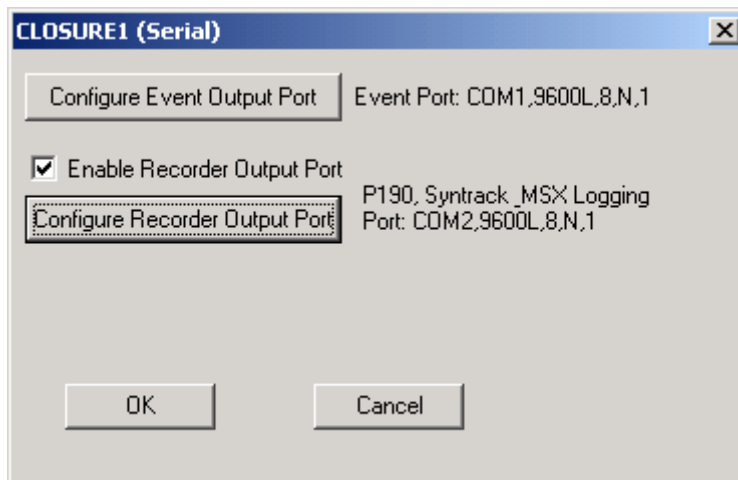 CLOSURE1 (Serial)
Configure Event Output Port
Event Port: COM1,9600L,8,N,1
Enable Recorder Output Port
Configure Recorder Output Port
P190, Syntrack_MSX Logging
Port: COM2,9600L,8,N,1
OK
Cancel